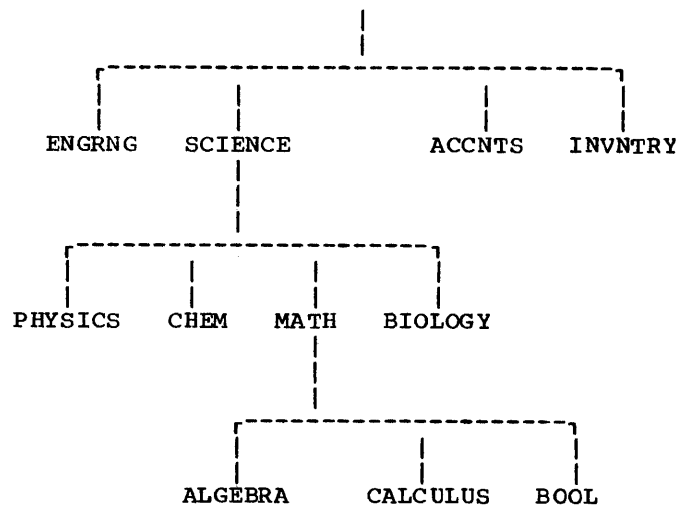 ENGRNG SCIENCE ACCNTS INVNTRY
PHYSICS CHEM MATH BIOLOGY
ALGEBRA CALCULUS BOOL